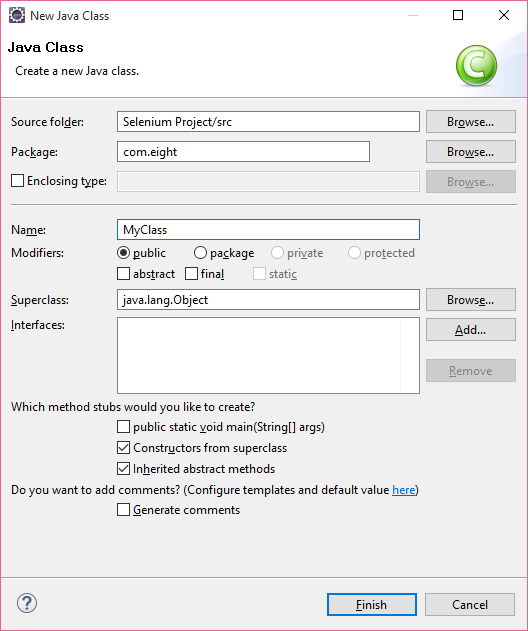 New Java Class
Java Class
Create a new Java class.
C
Source folder: Selenium Project/src Browse...
Package: com.eight Browse...
Enclosing type: Browse...
Name: MyClass
Modifiers: public package private protected
abstract final static
Superclass: java.lang.Object Browse...
Interfaces: Add...
Remove
Which method stubs would you like to create?
public static void main(String[] args)
Constructors from superclass
Inherited abstract methods
Do you want to add comments? (Configure templates and default value here)
Generate comments
? Finish Cancel